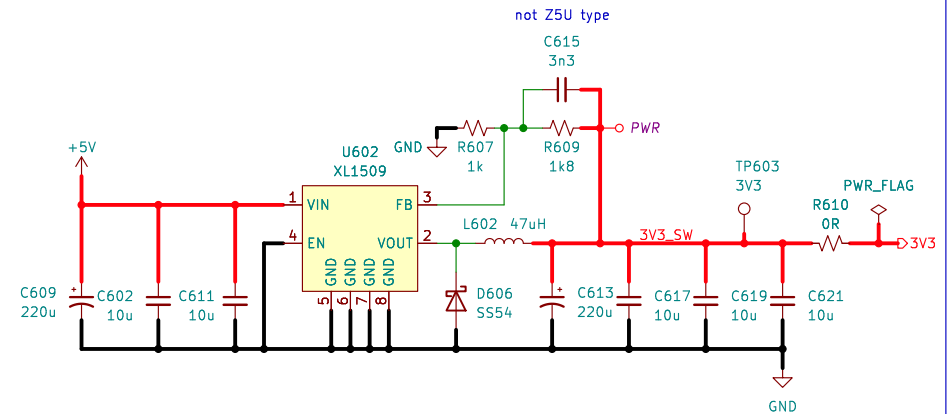 not Z5U type
C615
3n3
PWR
GND
R607
1k
R609
1k8
+5V
U602
XL1509
1
VIN
FB
3
4
EN
VOUT
2
GND
GND
GND
GND
5
6
7
8
L602 47uH
TP603
3V3
PWR_FLAG
R610
0R
3V3_SW
3V3
C609
220u
C602
10u
C611
10u
D606
SS54
C613
220u
C617
10u
C619
10u
C621
10u
GND